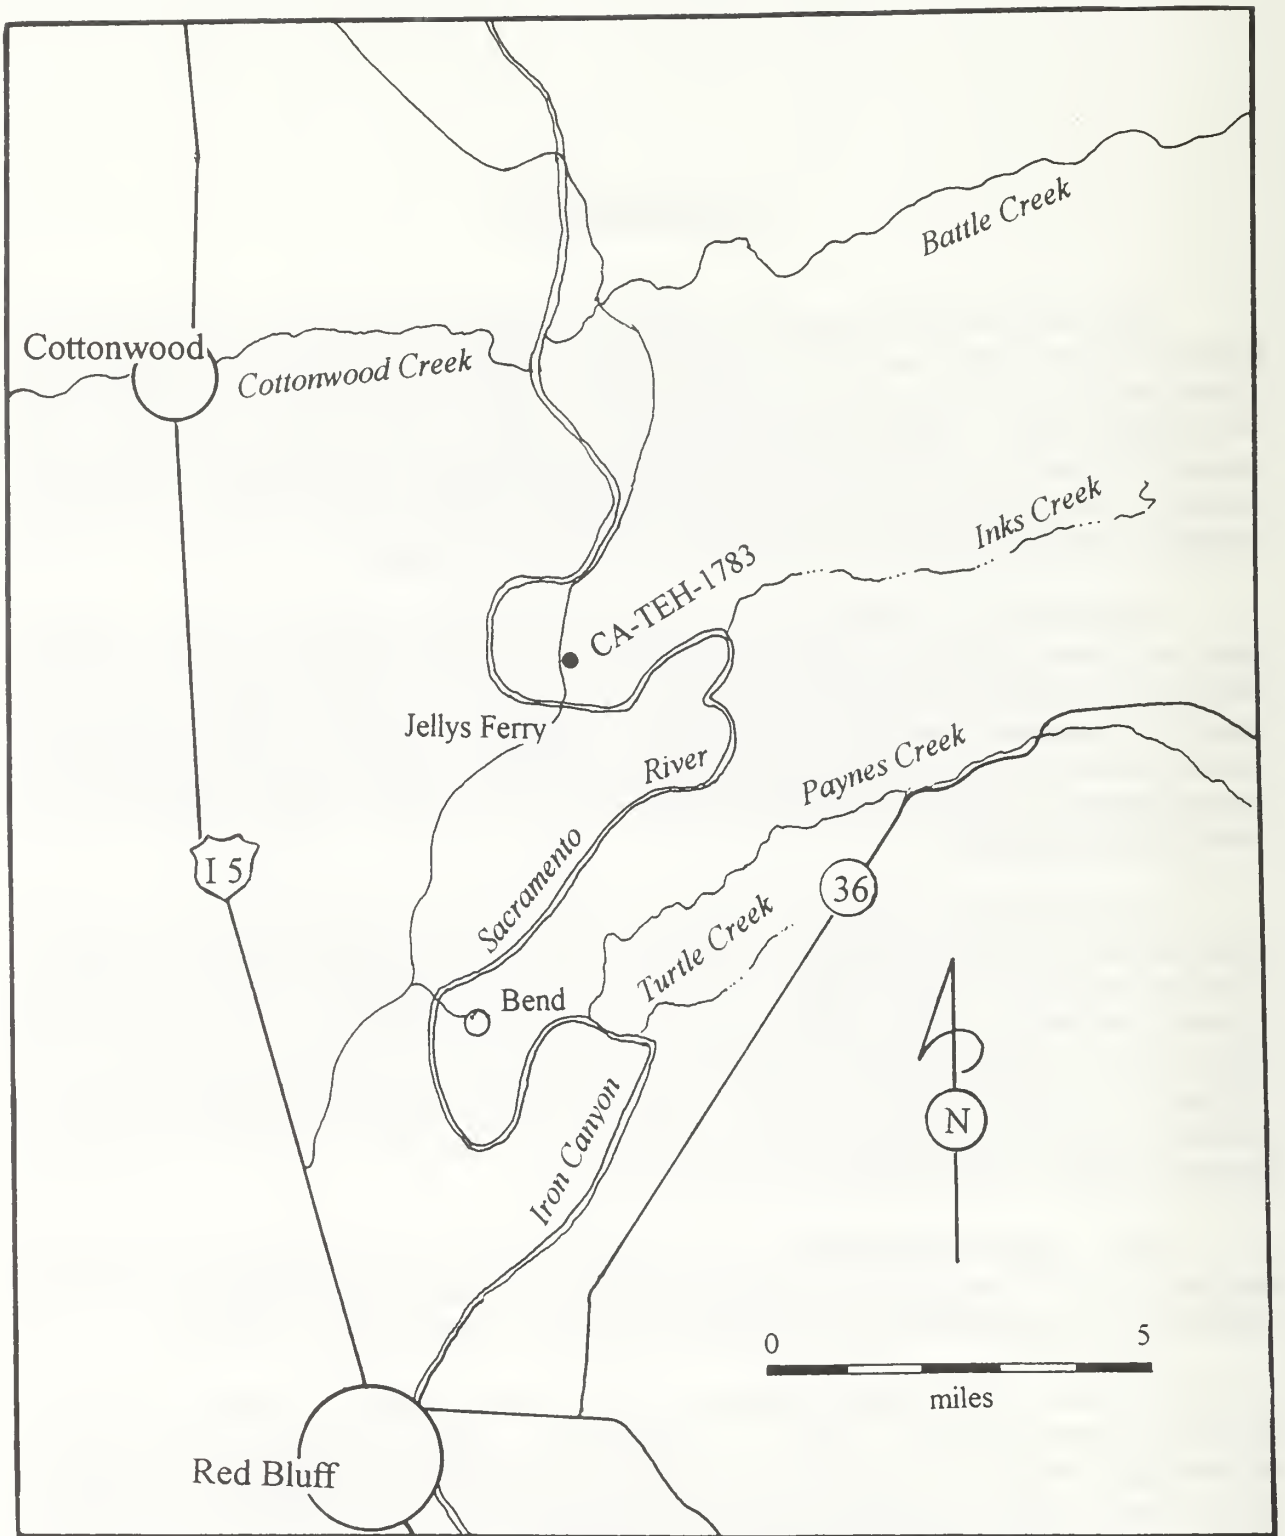 Battle Creek
Cottonwood
Cottonwood Creek
Inks Creek
CA-TEH-1783
Jellys Ferry
River
Paynes Creek
I 5
36
Sacramento
Turtle Creek
Bend
Iron Canyon
N
0 5
miles
Red Bluff